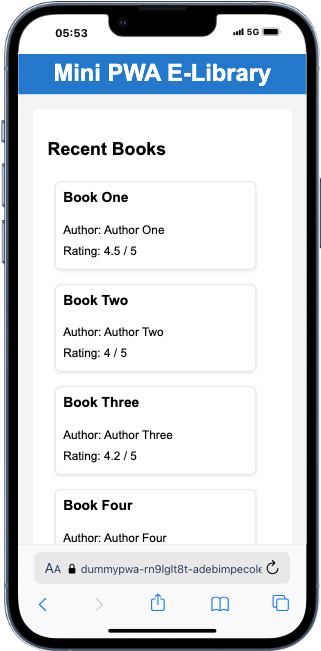 05:53 5G
Mini PWA E-Library
Recent Books
Book One
Author: Author One
Rating: 4.5 / 5
Book Two
Author: Author Two
Rating: 4 / 5
Book Three
Author: Author Three
Rating: 4.2 / 5
Book Four
Author: Author Four
AA dummypwa-rn9lglt8t-adebimpecole